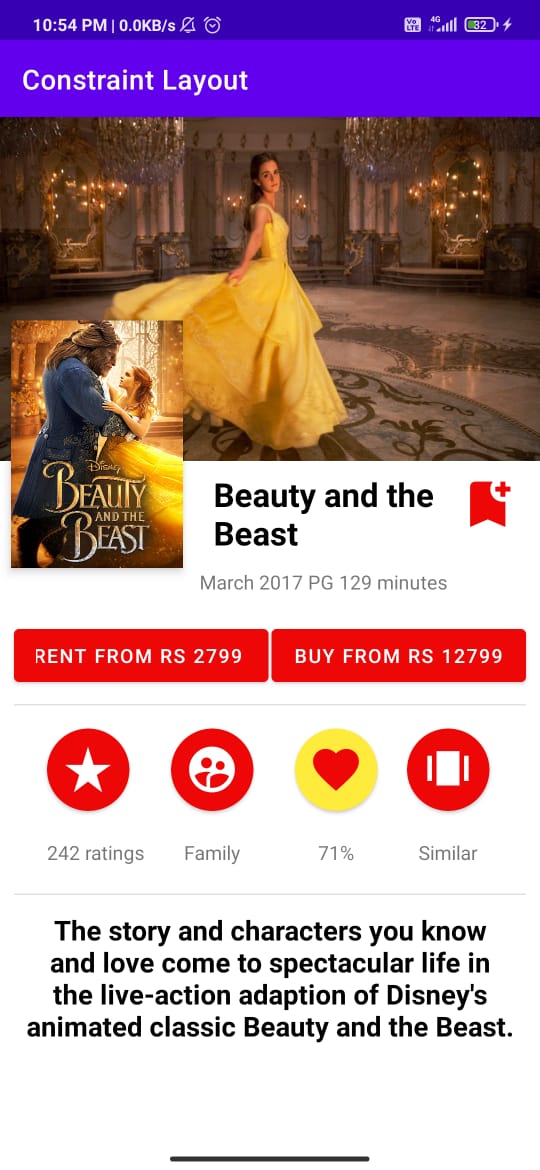 10:54 PM | 0.0KB/s
Vo LTE 4G 32
Constraint Layout
Disney
BEAUTY
AND THE
BEAST
Beauty and the
Beast
March 2017 PG 129 minutes
RENT FROM RS 2799
BUY FROM RS 12799
242 ratings
Family
71%
Similar
The story and characters you know
and love come to spectacular life in
the live-action adaption of Disney's
animated classic Beauty and the Beast.